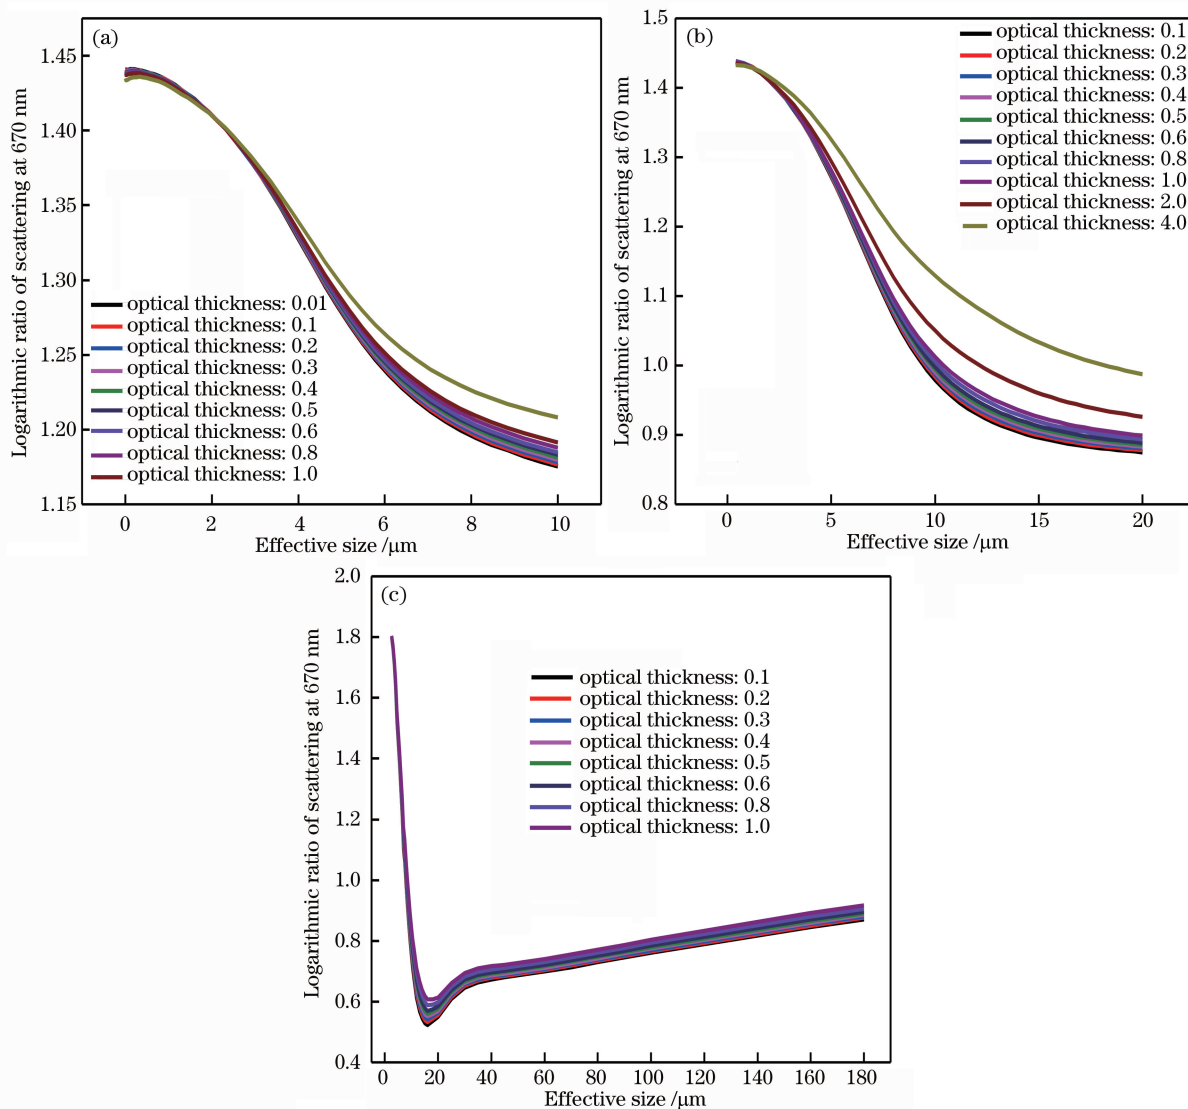 (a)
Logarithmic ratio of scattering at 670 nm
1.45
1.40
1.35
1.30
1.25
1.20
1.15
optical thickness: 0.01
optical thickness: 0.1
optical thickness: 0.2
optical thickness: 0.3
optical thickness: 0.4
optical thickness: 0.5
optical thickness: 0.6
optical thickness: 0.8
optical thickness: 1.0
0 2 4 6 8 10
Effective size /μm
(b)
Logarithmic ratio of scattering at 670 nm
1.5
1.4
1.3
1.2
1.1
1.0
0.9
0.8
optical thickness: 0.1
optical thickness: 0.2
optical thickness: 0.3
optical thickness: 0.4
optical thickness: 0.5
optical thickness: 0.6
optical thickness: 0.8
optical thickness: 1.0
optical thickness: 2.0
optical thickness: 4.0
0 5 10 15 20
Effective size /μm
(c)
Logarithmic ratio of scattering at 670 nm
2.0
1.8
1.6
1.4
1.2
1.0
0.8
0.6
0.4
optical thickness: 0.1
optical thickness: 0.2
optical thickness: 0.3
optical thickness: 0.4
optical thickness: 0.5
optical thickness: 0.6
optical thickness: 0.8
optical thickness: 1.0
0 20 40 60 80 100 120 140 160 180
Effective size /μm